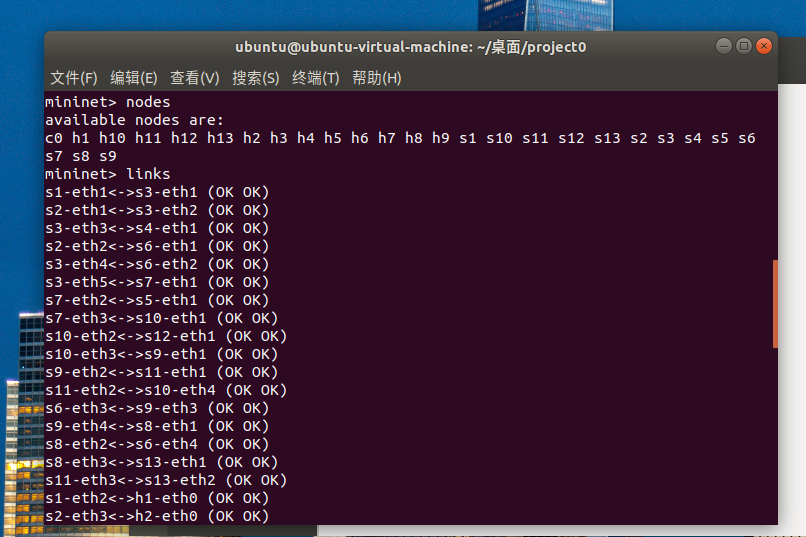 ubuntu@ubuntu-virtual-machine: ~/桌面/project0
文件(F) 编辑(E) 查看(V) 搜索(S) 终端(T) 帮助(H)
mininet> nodes
available nodes are:
c0 h1 h10 h11 h12 h13 h2 h3 h4 h5 h6 h7 h8 h9 s1 s10 s11 s12 s13 s2 s3 s4 s5 s6
s7 s8 s9
mininet> links
s1-eth1<->s3-eth1 (OK OK)
s2-eth1<->s3-eth2 (OK OK)
s3-eth3<->s4-eth1 (OK OK)
s2-eth2<->s6-eth1 (OK OK)
s3-eth4<->s6-eth2 (OK OK)
s3-eth5<->s7-eth1 (OK OK)
s7-eth2<->s5-eth1 (OK OK)
s7-eth3<->s10-eth1 (OK OK)
s10-eth2<->s12-eth1 (OK OK)
s10-eth3<->s9-eth1 (OK OK)
s9-eth2<->s11-eth1 (OK OK)
s11-eth2<->s10-eth4 (OK OK)
s6-eth3<->s9-eth3 (OK OK)
s9-eth4<->s8-eth1 (OK OK)
s8-eth2<->s6-eth4 (OK OK)
s8-eth3<->s13-eth1 (OK OK)
s11-eth3<->s13-eth2 (OK OK)
s1-eth2<->h1-eth0 (OK OK)
s2-eth3<->h2-eth0 (OK OK)